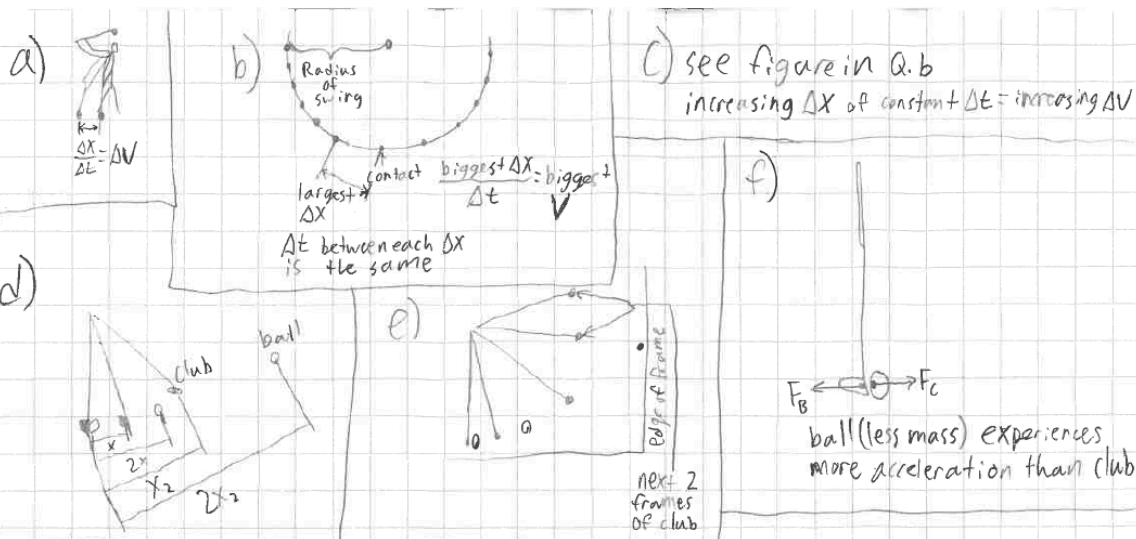 a)
Δx/Δt = ΔV
b)
Radius
of
swing
contact
largest
Δx
biggest Δx/Δt = biggest
V
Δt between each Δx
is the same
c) see figure in Q.b
increasing Δx of constant Δt = increasing ΔV
d)
ball
club
x
2x
x₂
2x₂
e)
edge of frame
next 2
frames
of club
f)
F_B
F_C
ball (less mass) experiences
more acceleration than club